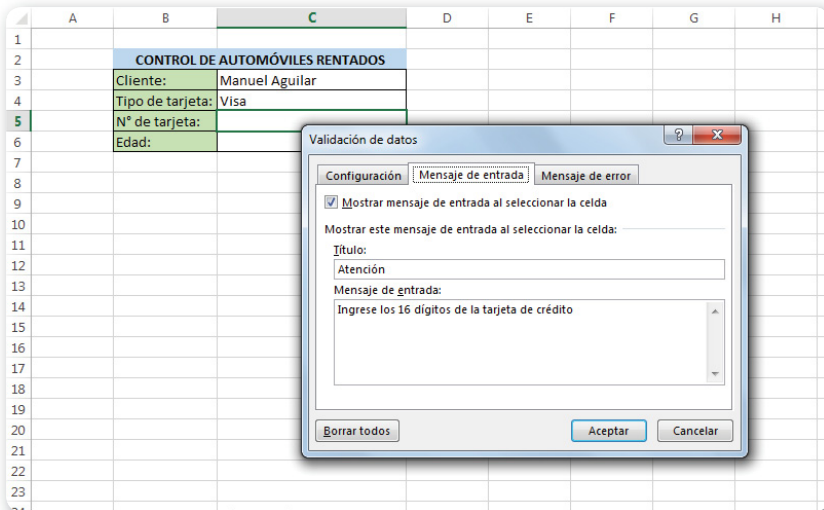 A B C D E F G H
1
2 CONTROL DE AUTOMÓVILES RENTADOS
3 Cliente: Manuel Aguilar
4 Tipo de tarjeta: Visa
5 N° de tarjeta:
6 Edad:
Validación de datos ? X
7
Configuración Mensaje de entrada Mensaje de error
8
9 Mostrar mensaje de entrada al seleccionar la celda
10 Mostrar este mensaje de entrada al seleccionar la celda:
11 Título:
12 Atención
13 Mensaje de entrada:
14 Ingrese los 16 dígitos de la tarjeta de crédito
15
16
17
18
19
20 Borrar todos Aceptar Cancelar
21
22
23